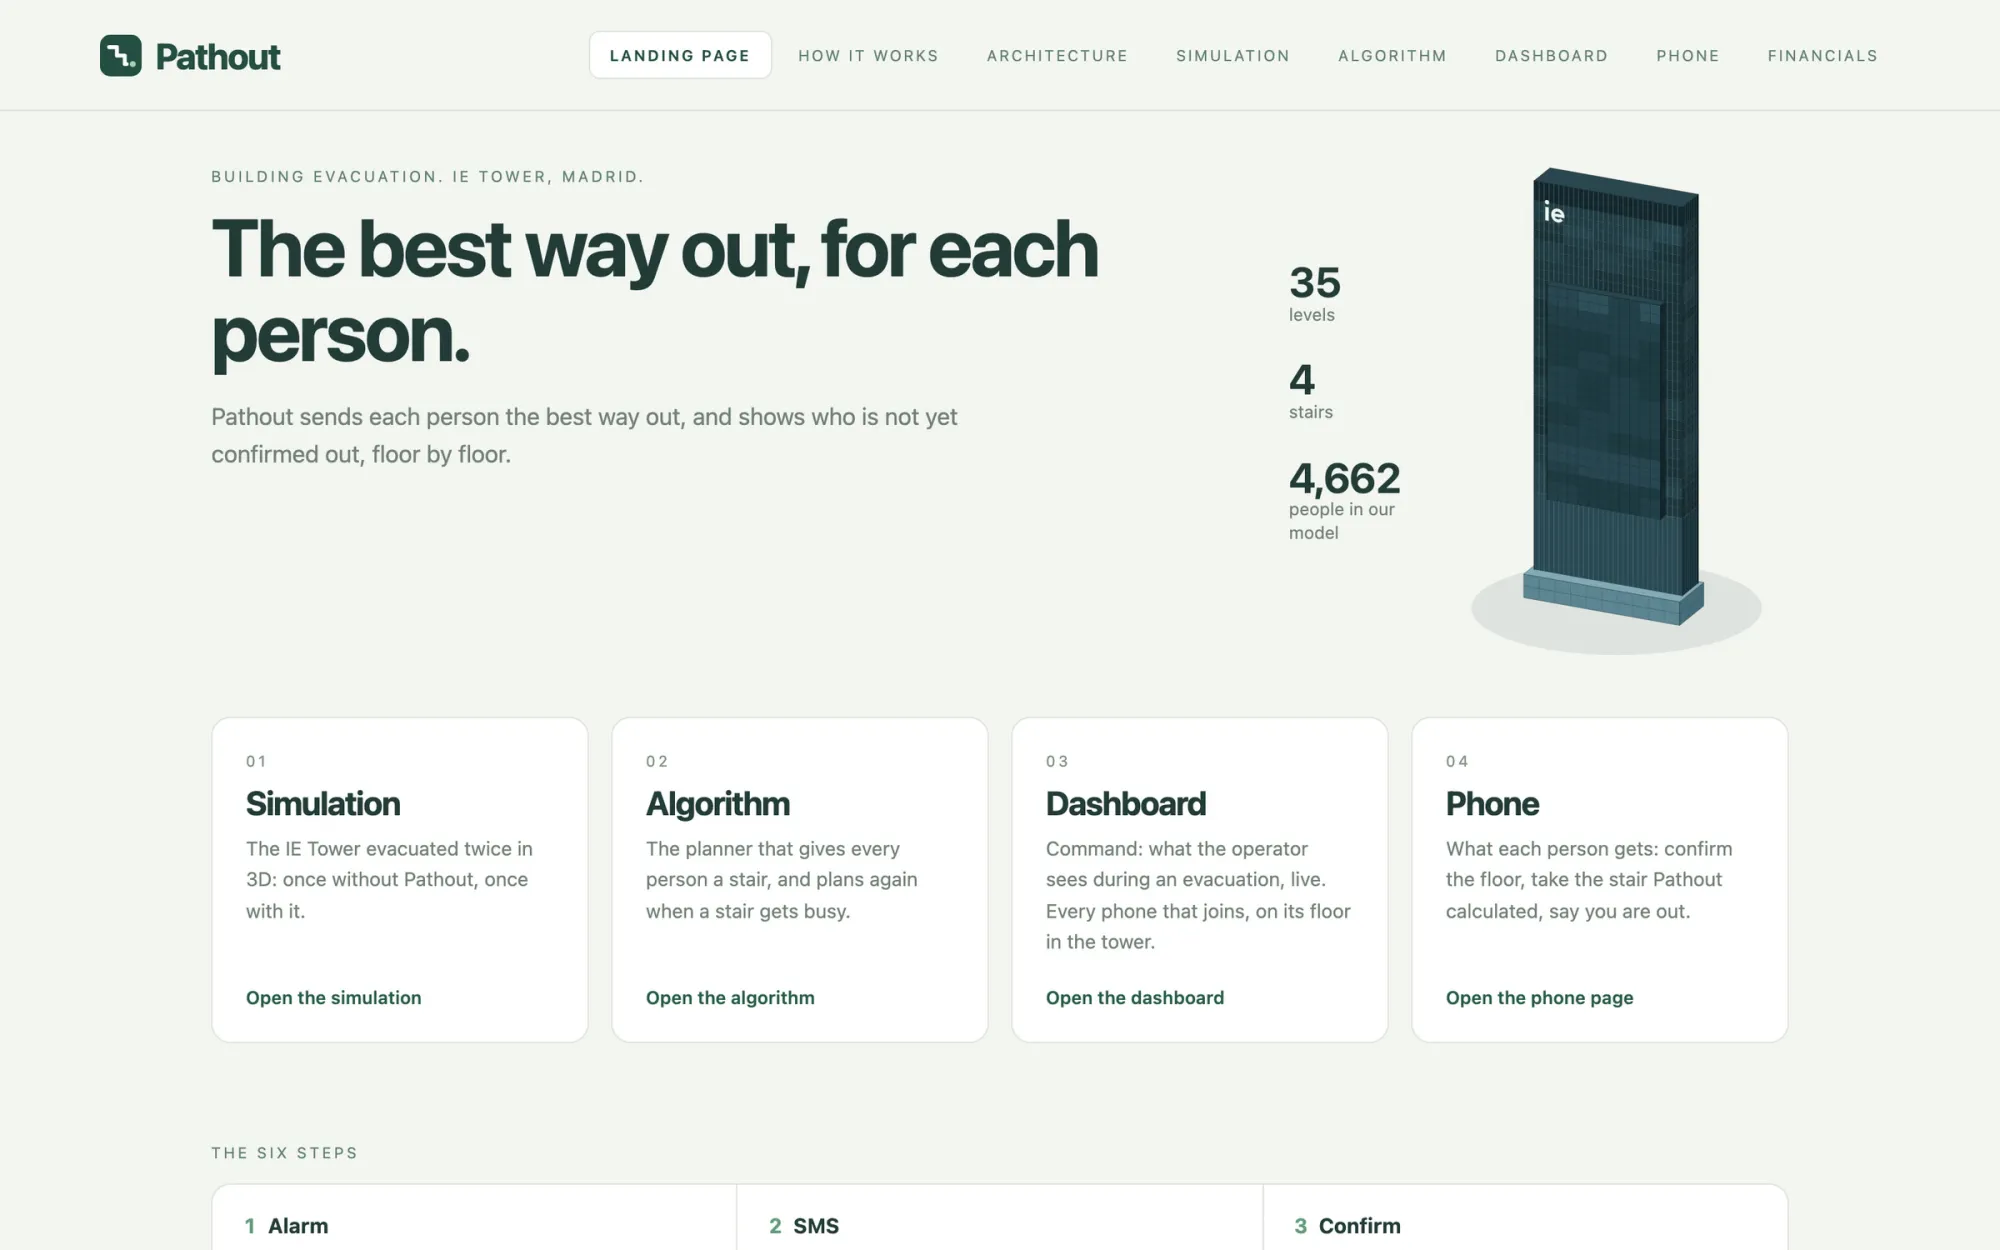 Pathout
LANDING PAGE
HOW IT WORKS
ARCHITECTURE
SIMULATION
ALGORITHM
DASHBOARD
PHONE
FINANCIALS
BUILDING EVACUATION. IE TOWER, MADRID.
The best way out, for each
person.
Pathout sends each person the best way out, and shows who is not yet
confirmed out, floor by floor.
35
levels
4
stairs
4,662
people in our
model
ie
01
Simulation
The IE Tower evacuated twice in
3D: once without Pathout, once
with it.
Open the simulation
02
Algorithm
The planner that gives every
person a stair, and plans again
when a stair gets busy.
Open the algorithm
03
Dashboard
Command: what the operator
sees during an evacuation, live.
Every phone that joins, on its floor
in the tower.
Open the dashboard
04
Phone
What each person gets: confirm
the floor, take the stair Pathout
calculated, say you are out.
Open the phone page
THE SIX STEPS
1 Alarm
2 SMS
3 Confirm